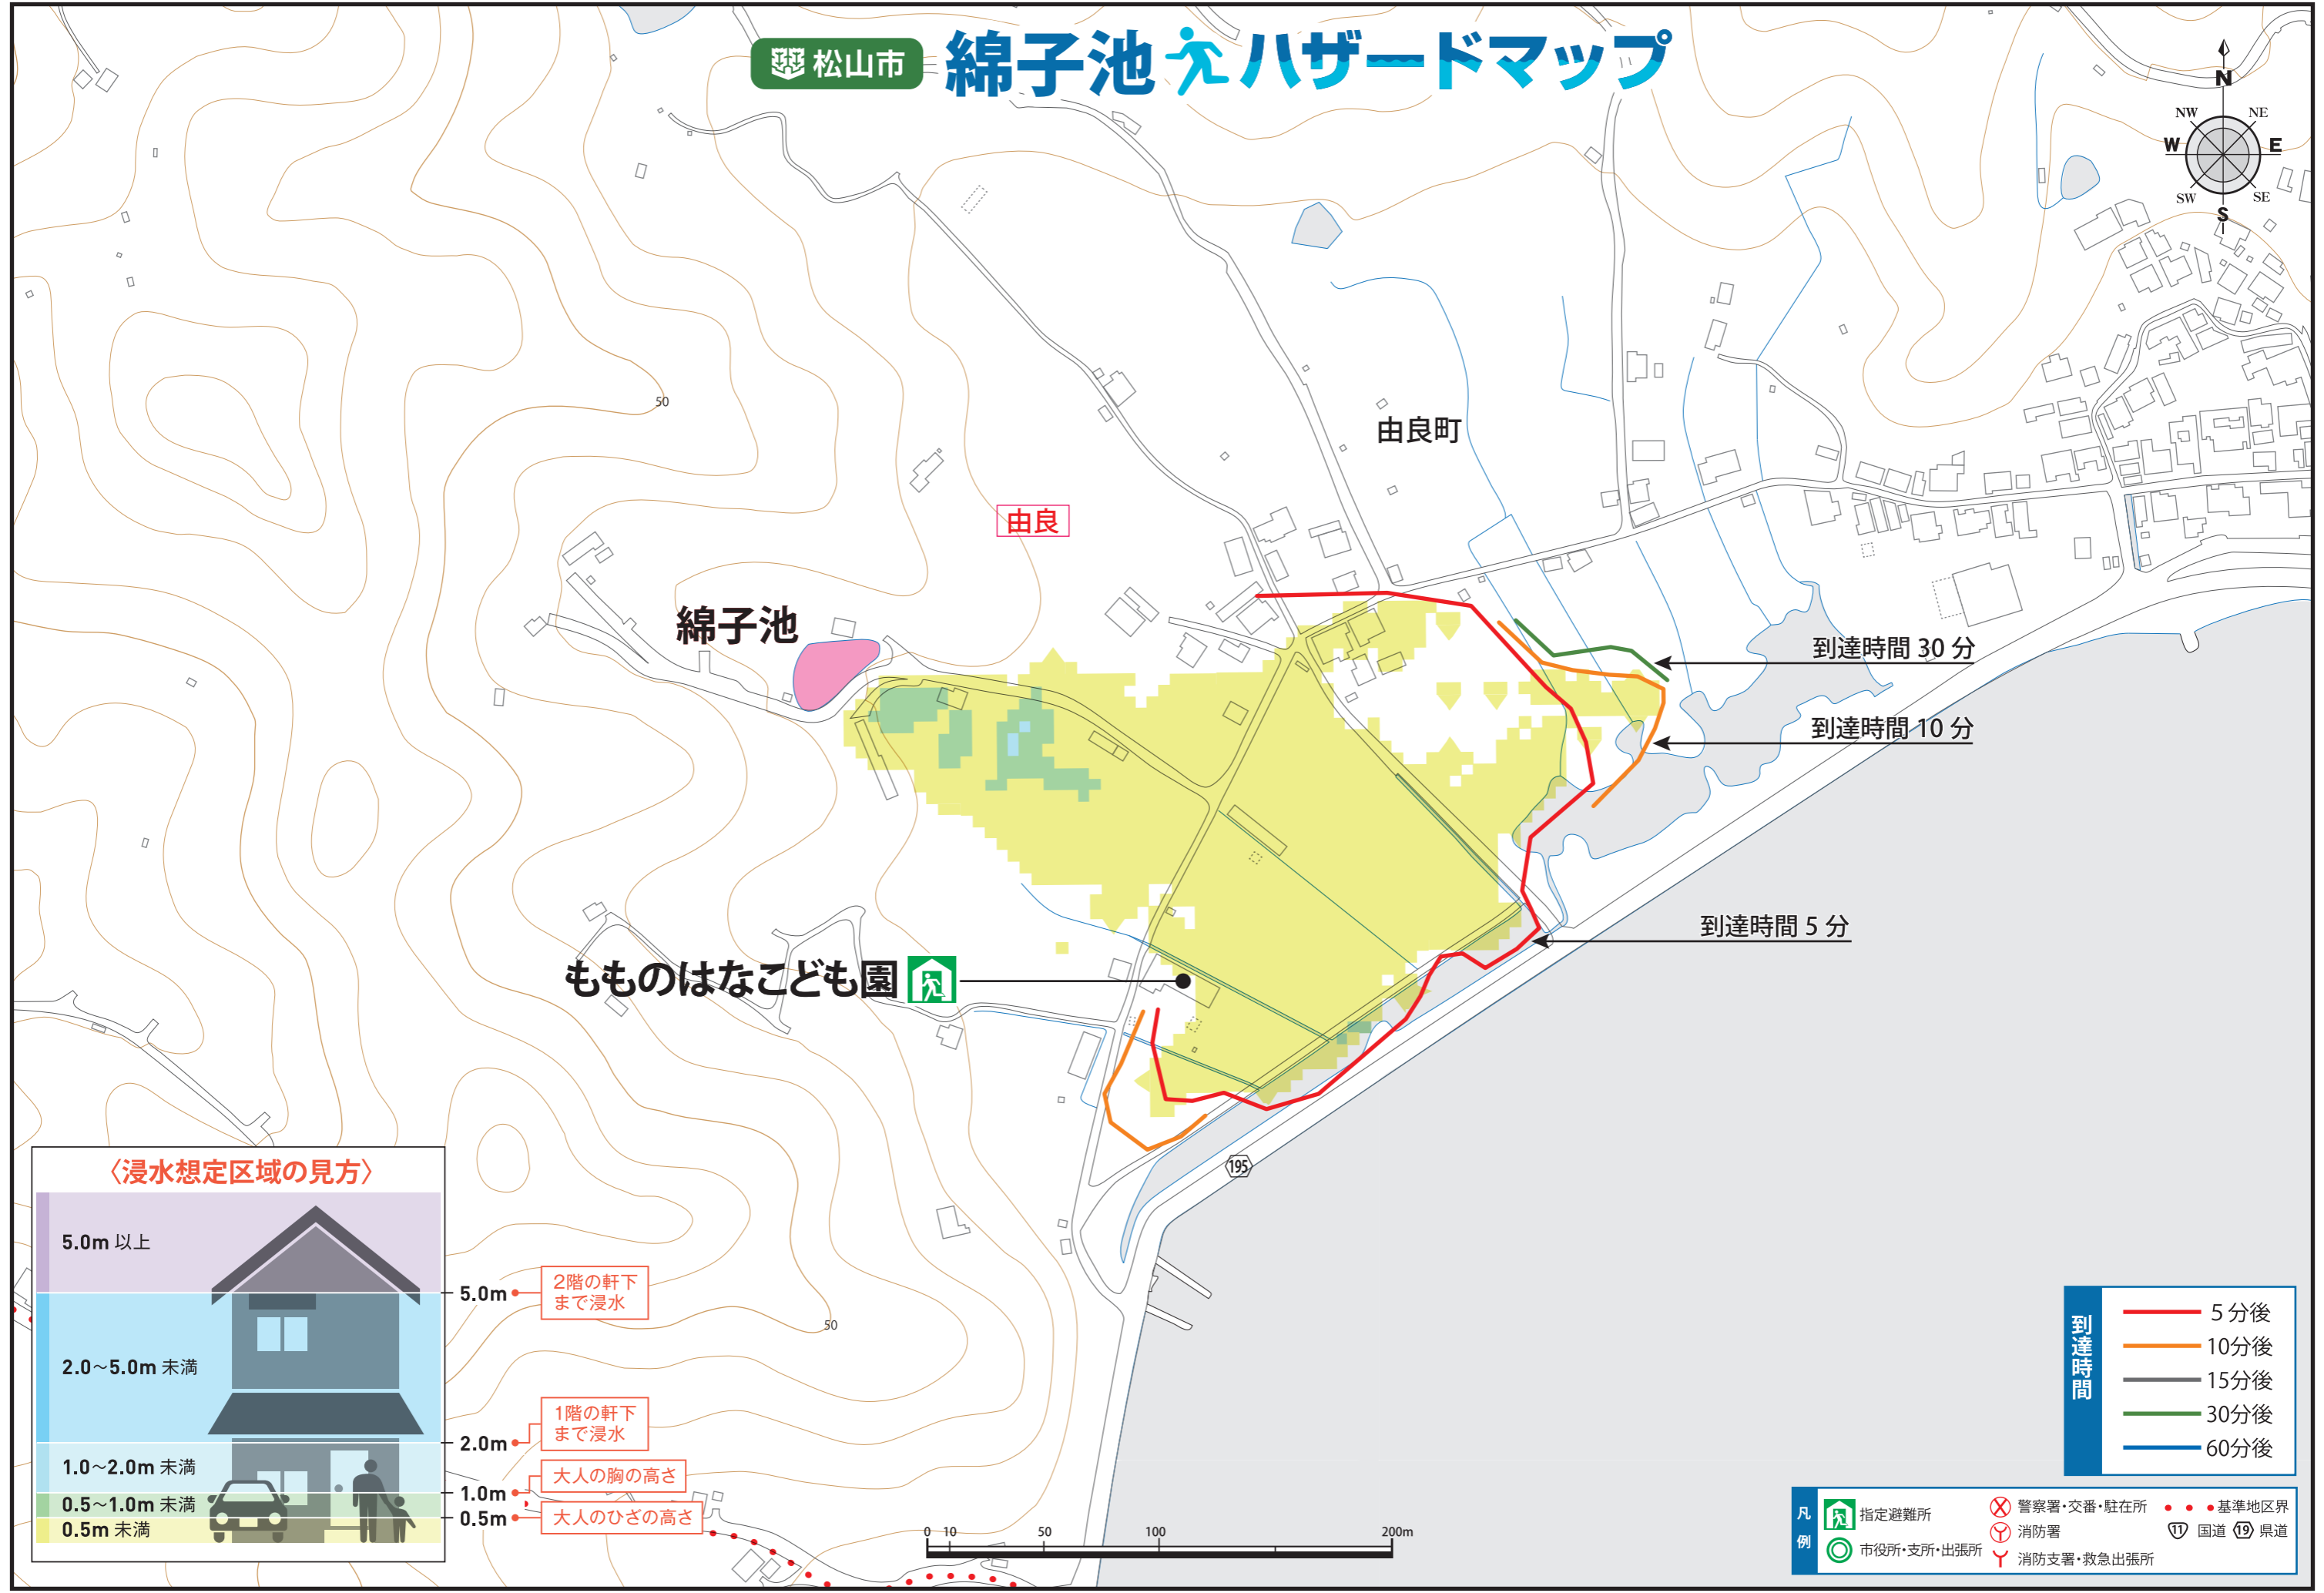 松山市 綿子池 ハザードマップ
N
NW NE
W E
SW SE
S
50
由良町
由良
綿子池
到達時間 30 分
到達時間 10 分
到達時間 5 分
もものはなこども園
195
50
〈浸水想定区域の見方〉
5.0m 以上
5.0m
2階の軒下
まで浸水
2.0〜5.0m 未満
2.0m
1階の軒下
まで浸水
1.0〜2.0m 未満
1.0m
大人の胸の高さ
0.5〜1.0m 未満
0.5m
大人のひざの高さ
0.5m 未満
0 10 50 100 200m
到達時間
5分後
10分後
15分後
30分後
60分後
凡例
指定避難所
市役所・支所・出張所
警察署・交番・駐在所
消防署
消防支署・救急出張所
基準地区界
11 国道 19 県道